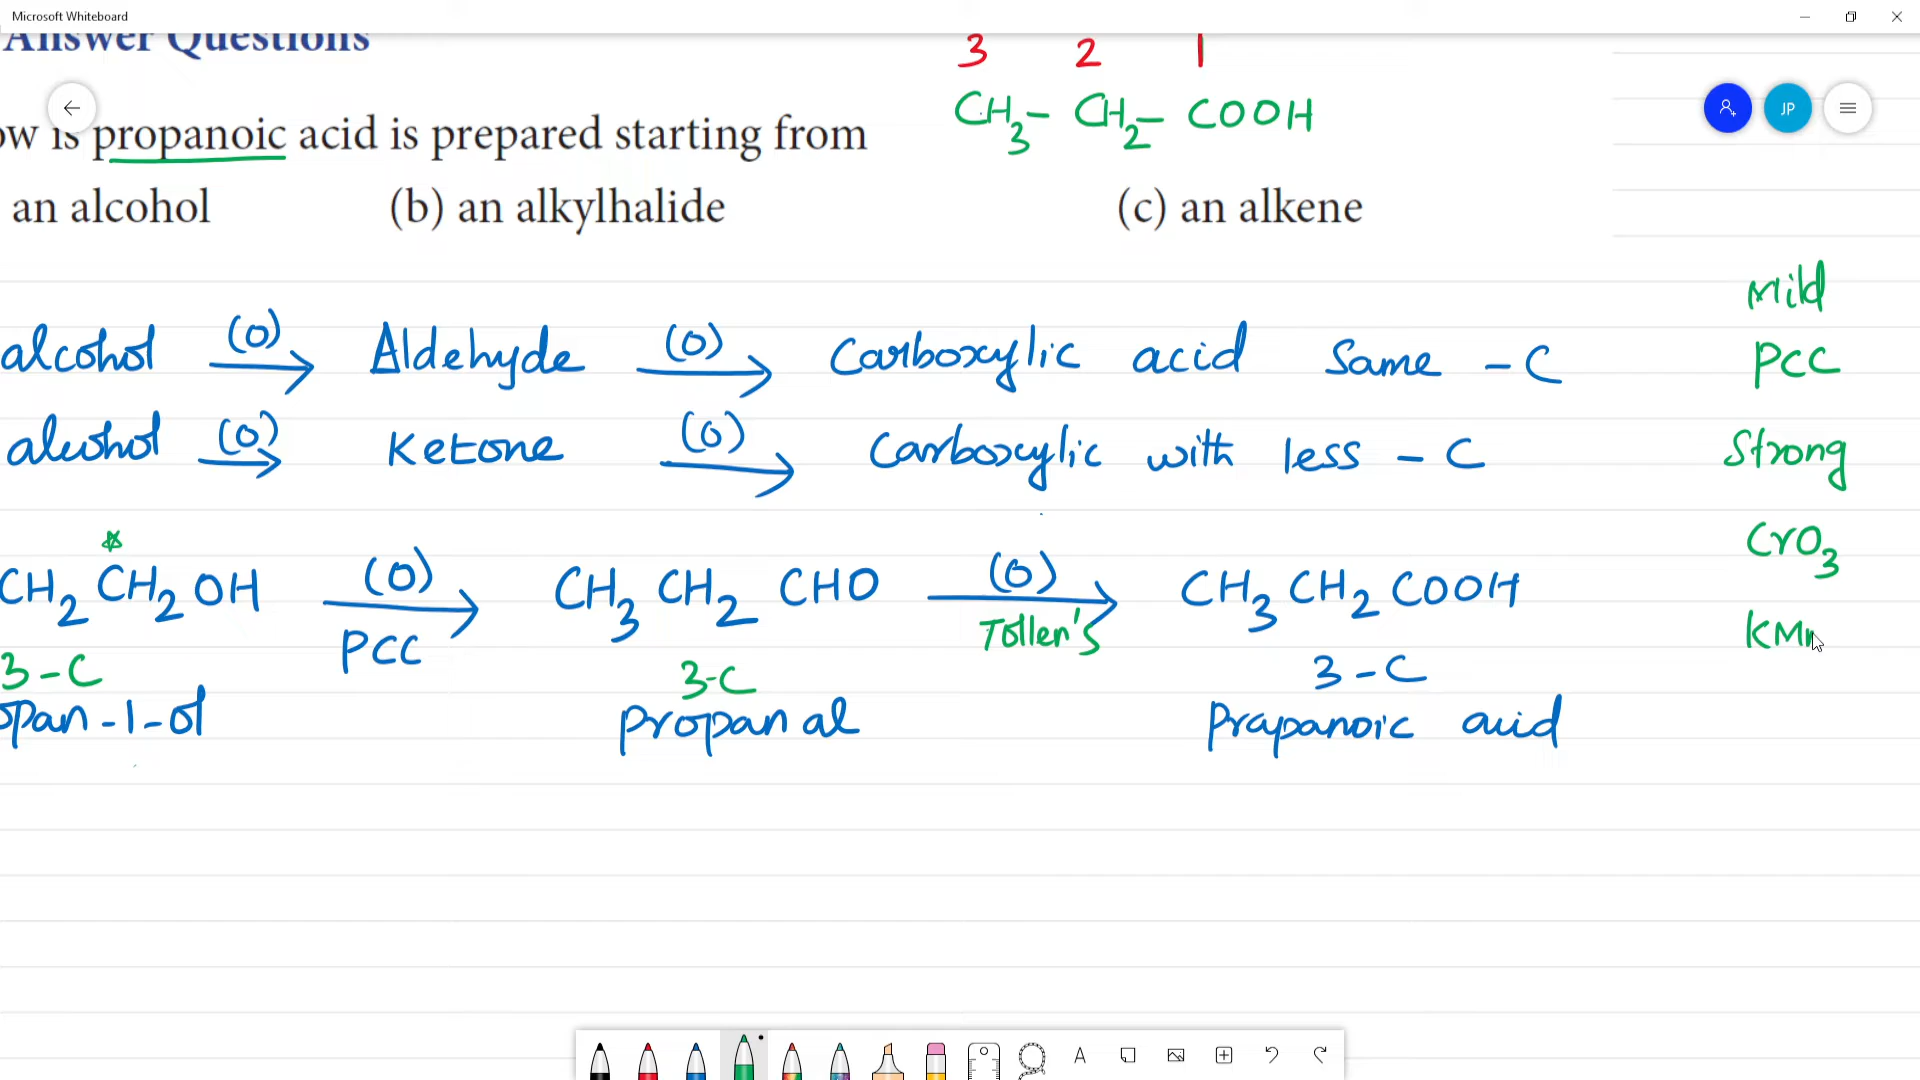 Microsoft Whiteboard
Answer Questions
3 2 1
CH3- CH2- COOH
JP
ow is propanoic acid is prepared starting from
an alcohol (b) an alkylhalide (c) an alkene
Mild
alcohol (O) Aldehyde (O) Carboxylic acid Same - C
PCC
alcohol (O) Ketone (O) Carboxylic with less - C
Strong
CrO3
CH2 CH2 OH (O) CH3 CH2 CHO (O) CH3 CH2 COOH
PCC Tollen's KMn
3-C 3-C 3-C
opan-1-ol propanal Prapanoic acid
A